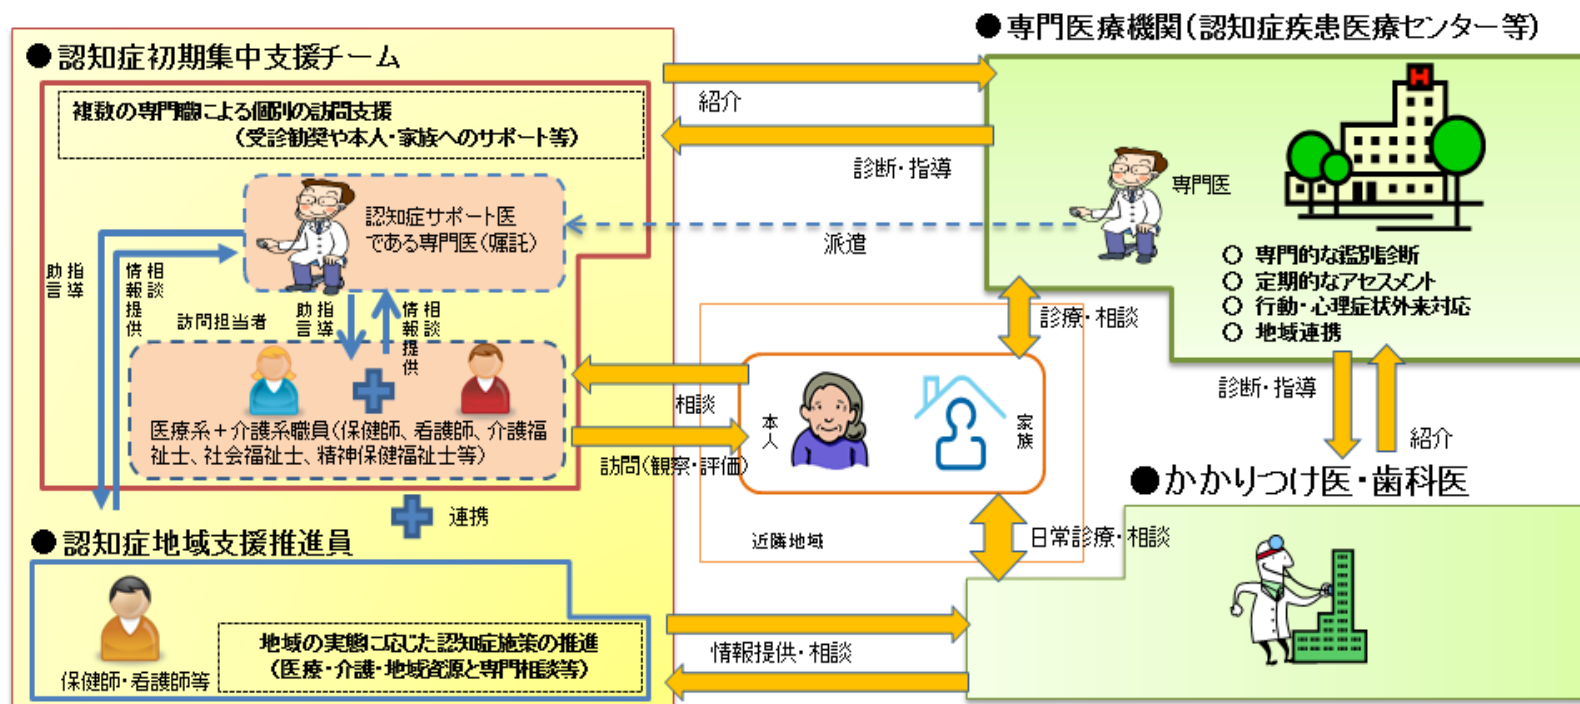 ●認知症初期集中支援チーム
複数の専門職による個別の訪問支援
(受診勧奨や本人・家族へのサポート等)
認知症サポート医
である専門医(嘱託)
指導
助言
相談
情報提供
訪問担当者
指導
助言
相談
情報提供
医療系+介護系職員(保健師、看護師、介護福
祉士、社会福祉士、精神保健福祉士等)
連携
●認知症地域支援推進員
保健師・看護師等
地域の実態に応じた認知症施策の推進
(医療・介護・地域資源と専門相談等)
紹介
診断・指導
派遣
相談
訪問(観察・評価)
本人
家族
近隣地域
診療・相談
日常診療・相談
情報提供・相談
●専門医療機関(認知症疾患医療センター等)
専門医
H
○ 専門的な鑑別診断
○ 定期的なアセスメント
○ 行動・心理症状外来対応
○ 地域連携
診断・指導
紹介
●かかりつけ医・歯科医